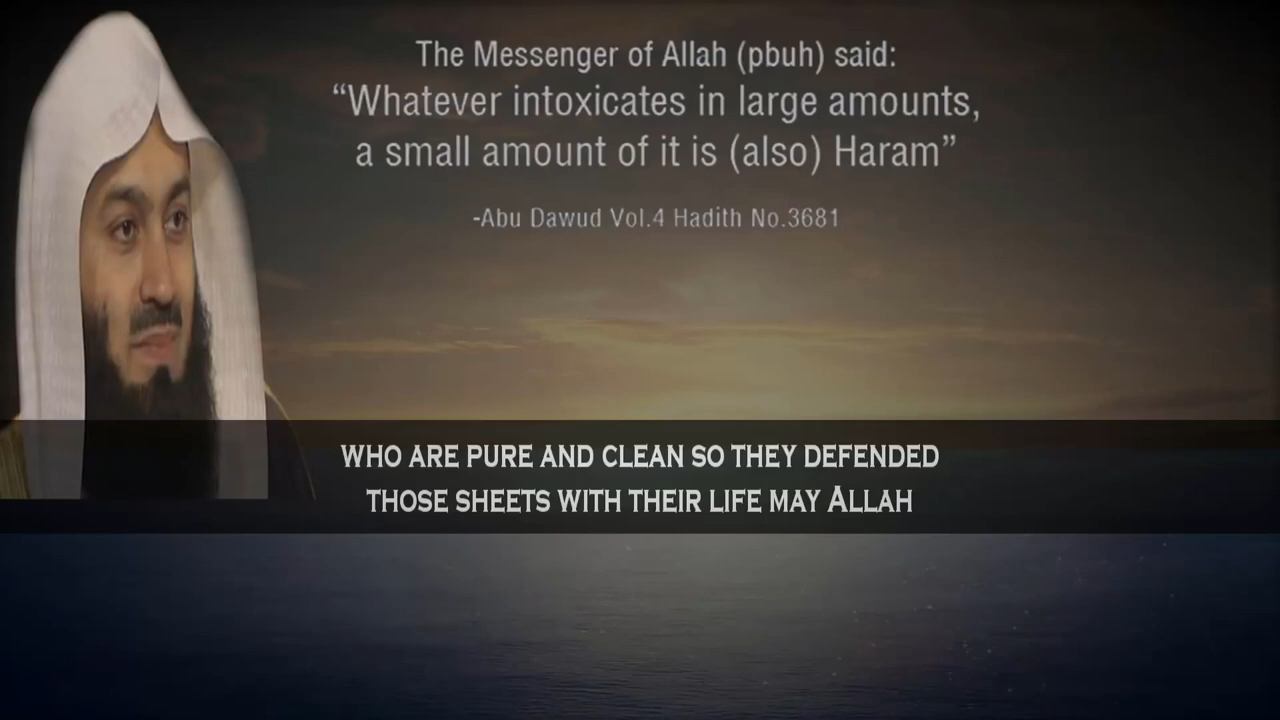 The Messenger of Allah (pbuh) said:
“Whatever intoxicates in large amounts,
a small amount of it is (also) Haram”
-Abu Dawud Vol.4 Hadith No.3681
WHO ARE PURE AND CLEAN SO THEY DEFENDED
THOSE SHEETS WITH THEIR LIFE MAY ALLAH